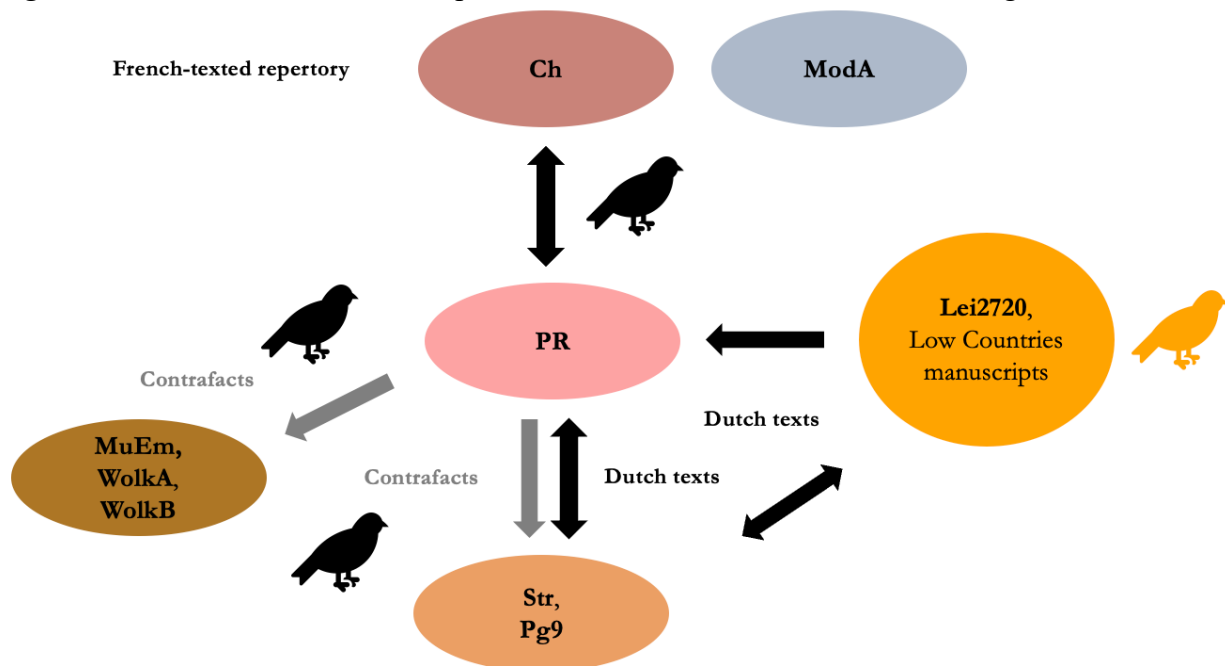 French-texted repertory
Ch
ModA
PR
Lei2720,
Low Countries
manuscripts
Contrafacts
Dutch texts
MuEm,
WolkA,
WolkB
Contrafacts
Dutch texts
Str,
Pg9